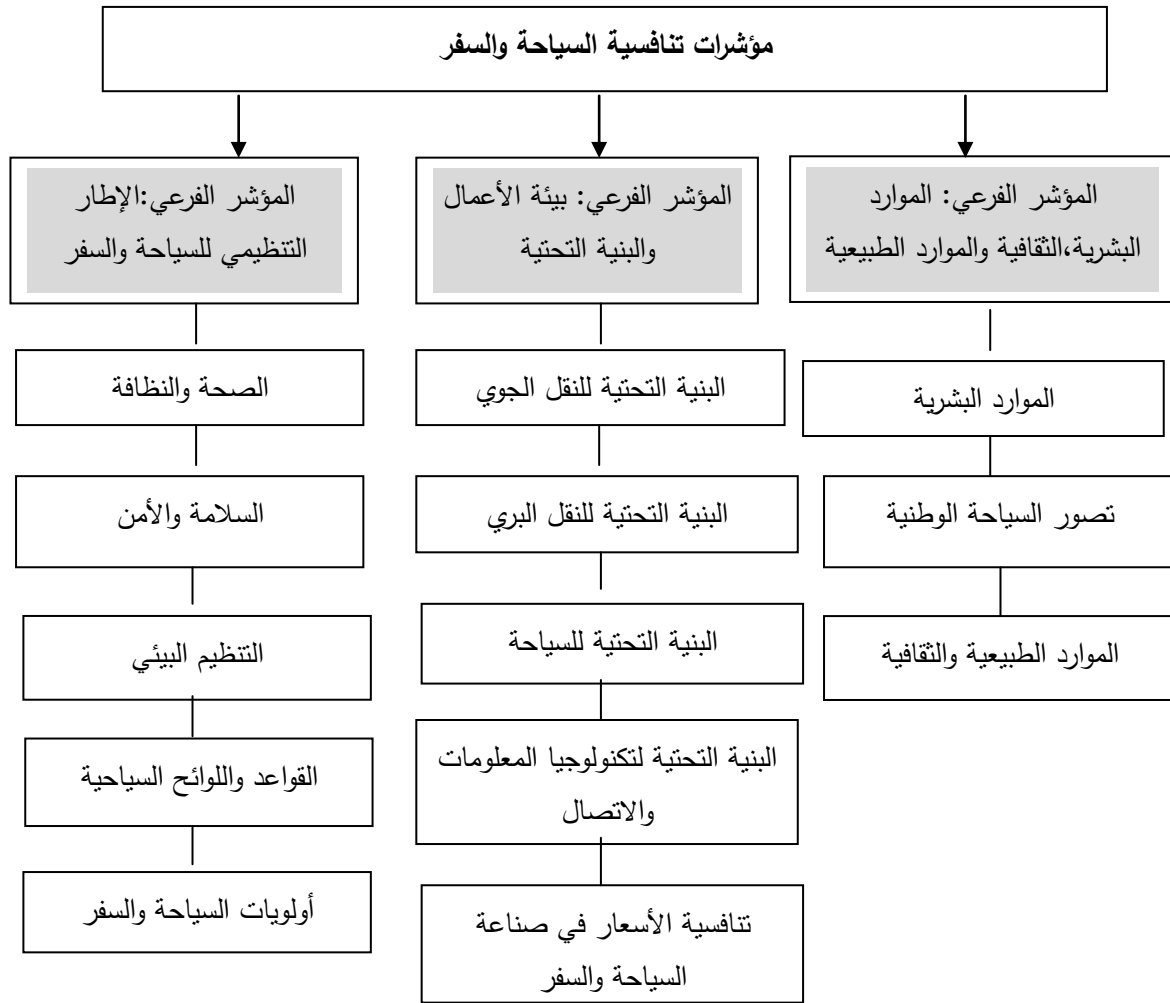 مؤشرات تنافسية السياحة والسفر
المؤشر الفرعي: الموارد
البشرية،الثقافية والموارد الطبيعية
الموارد البشرية
تصور السياحة الوطنية
الموارد الطبيعية والثقافية
المؤشر الفرعي: بيئة الأعمال
والبنية التحتية
البنية التحتية للنقل الجوي
البنية التحتية للنقل البري
البنية التحتية للسياحة
البنية التحتية لتكنولوجيا المعلومات
والاتصال
تنافسية الأسعار في صناعة
السياحة والسفر
المؤشر الفرعي:الإطار
التنظيمي للسياحة والسفر
الصحة والنظافة
السلامة والأمن
التنظيم البيئي
القواعد واللوائح السياحية
أولويات السياحة والسفر